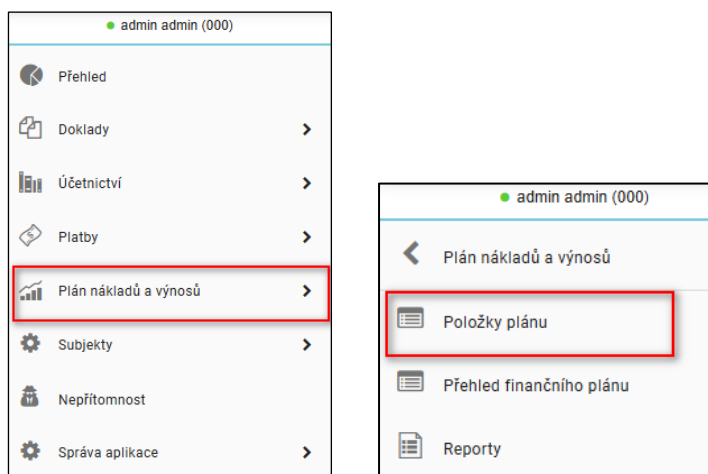 admin admin (000)
Přehled
Doklady
Účetnictví
Platby
Plán nákladů a výnosů
Subjekty
Nepřítomnost
Správa aplikace
admin admin (000)
Plán nákladů a výnosů
Položky plánu
Přehled finančního plánu
Reporty